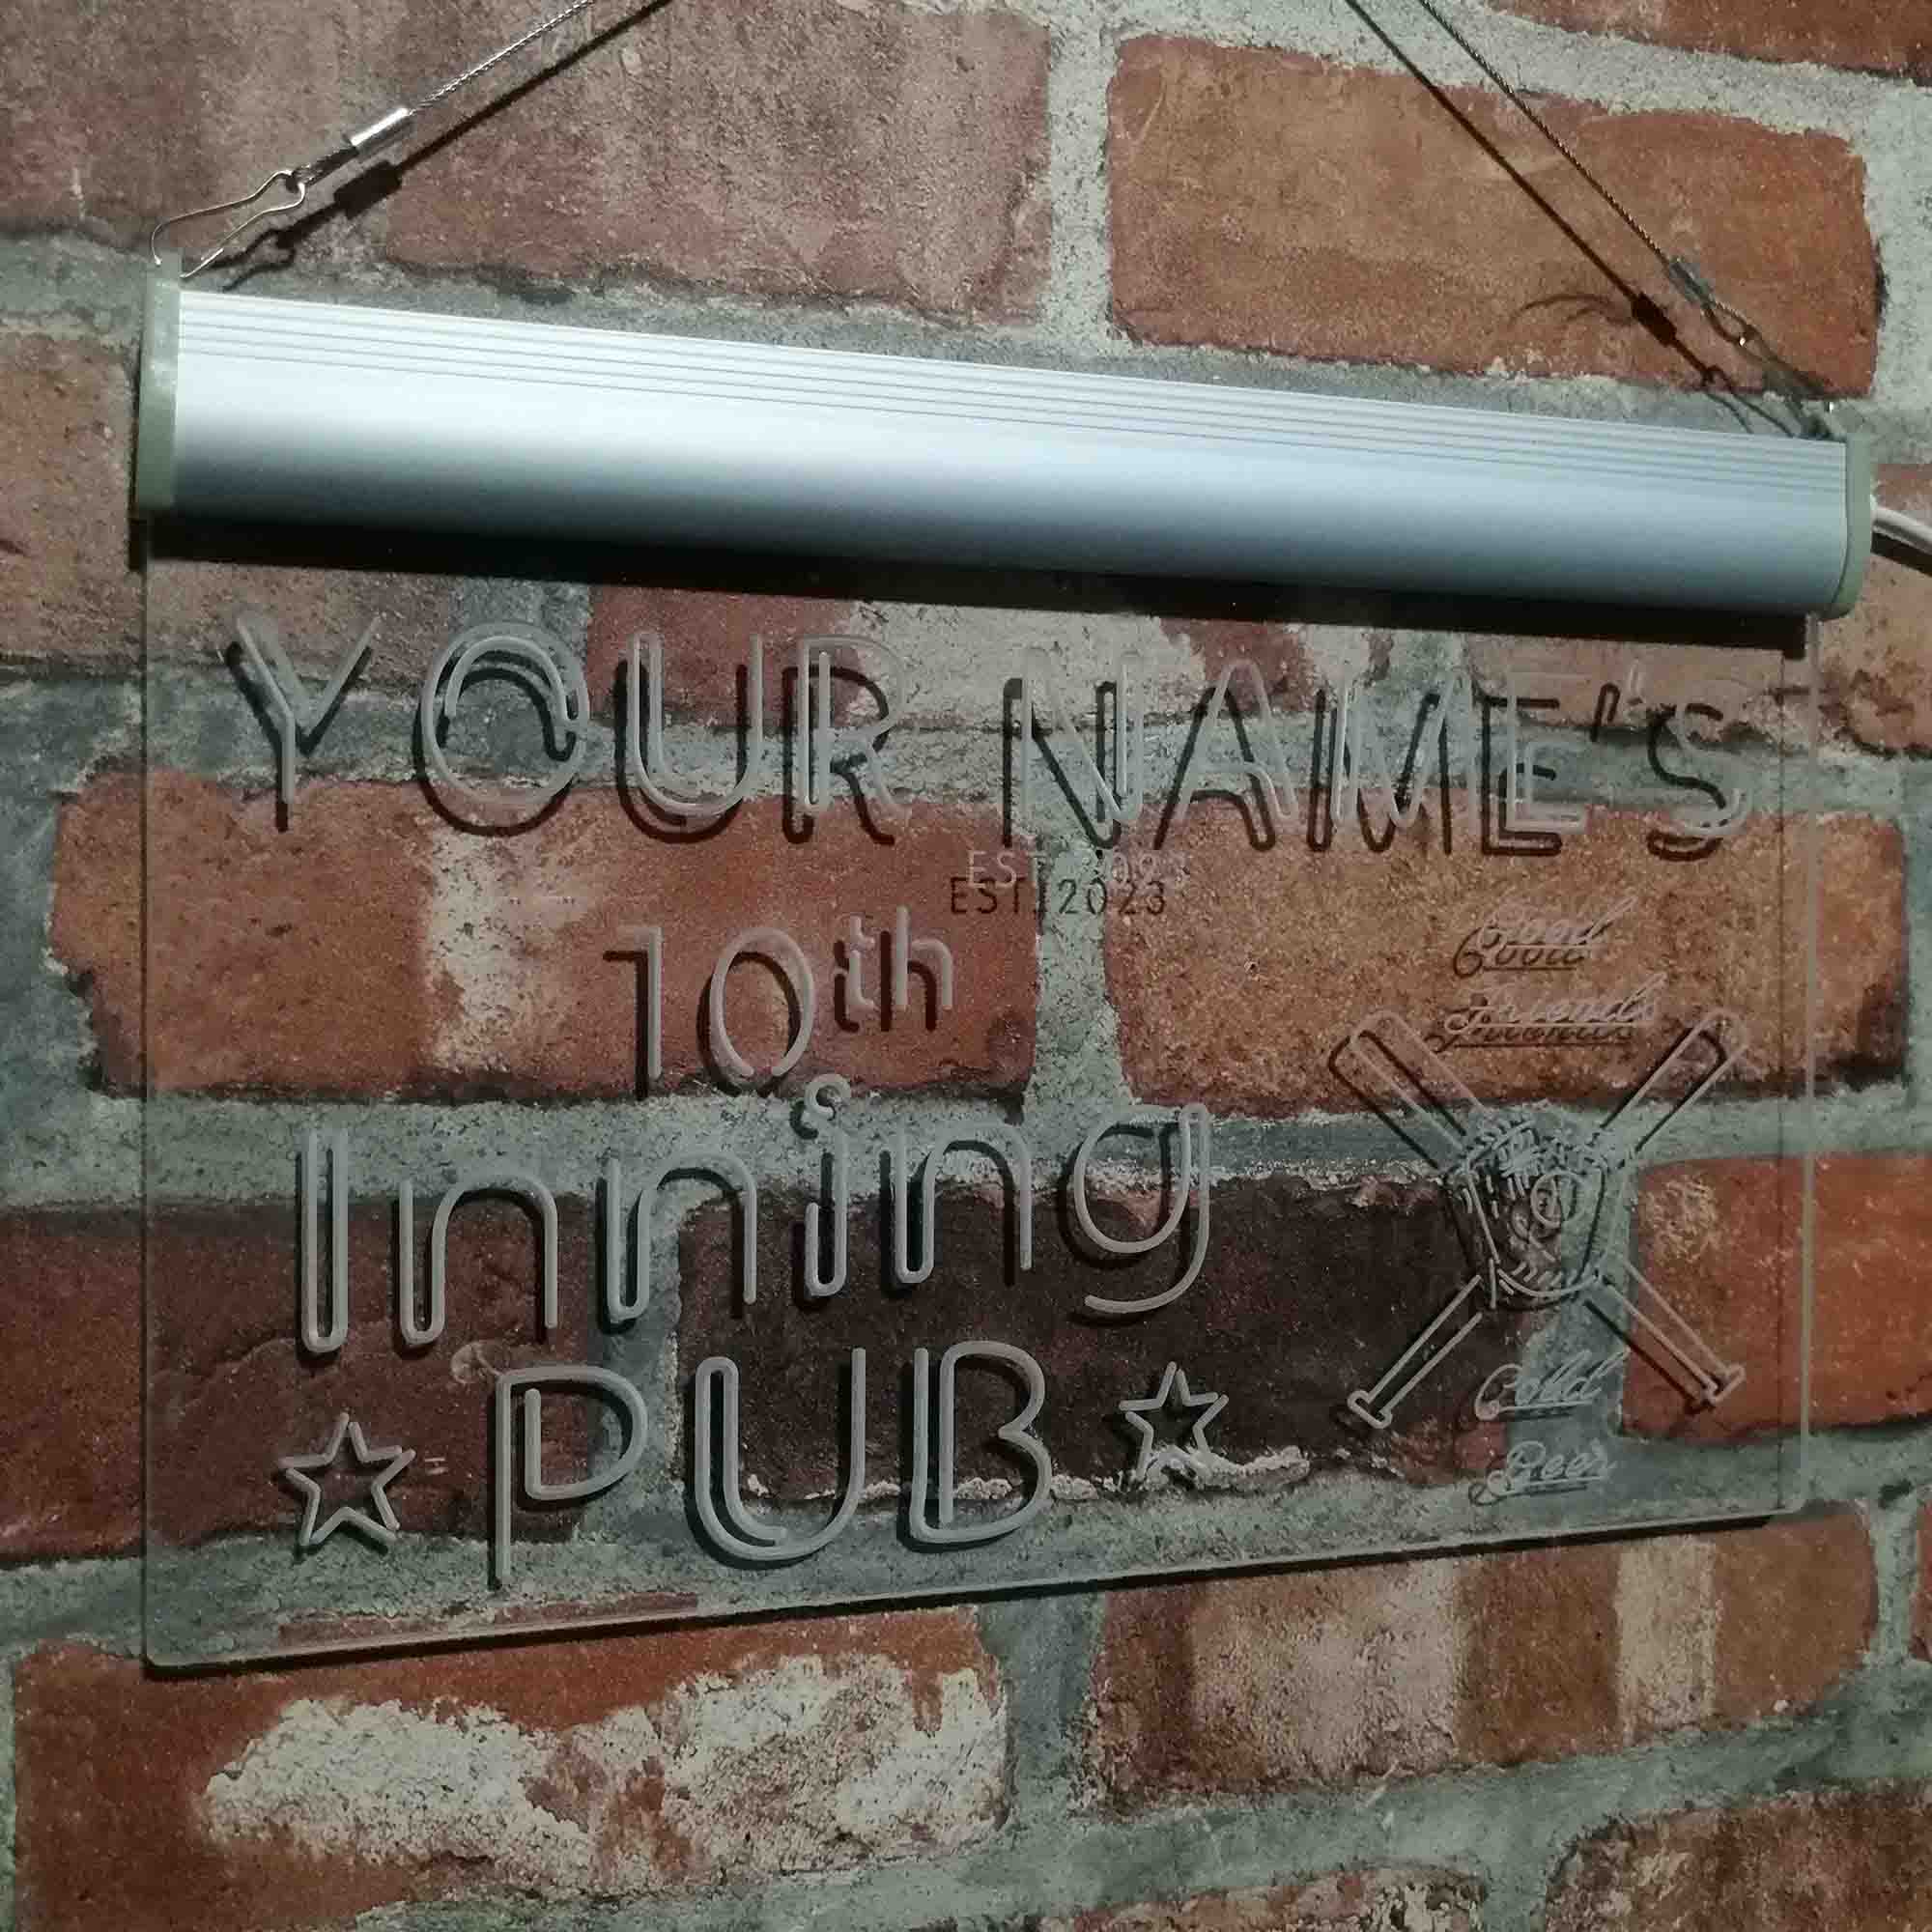 YOUR NAME'S
EST. 2023
10th
Inning
PUB
Good
Friends
Cold
Beer